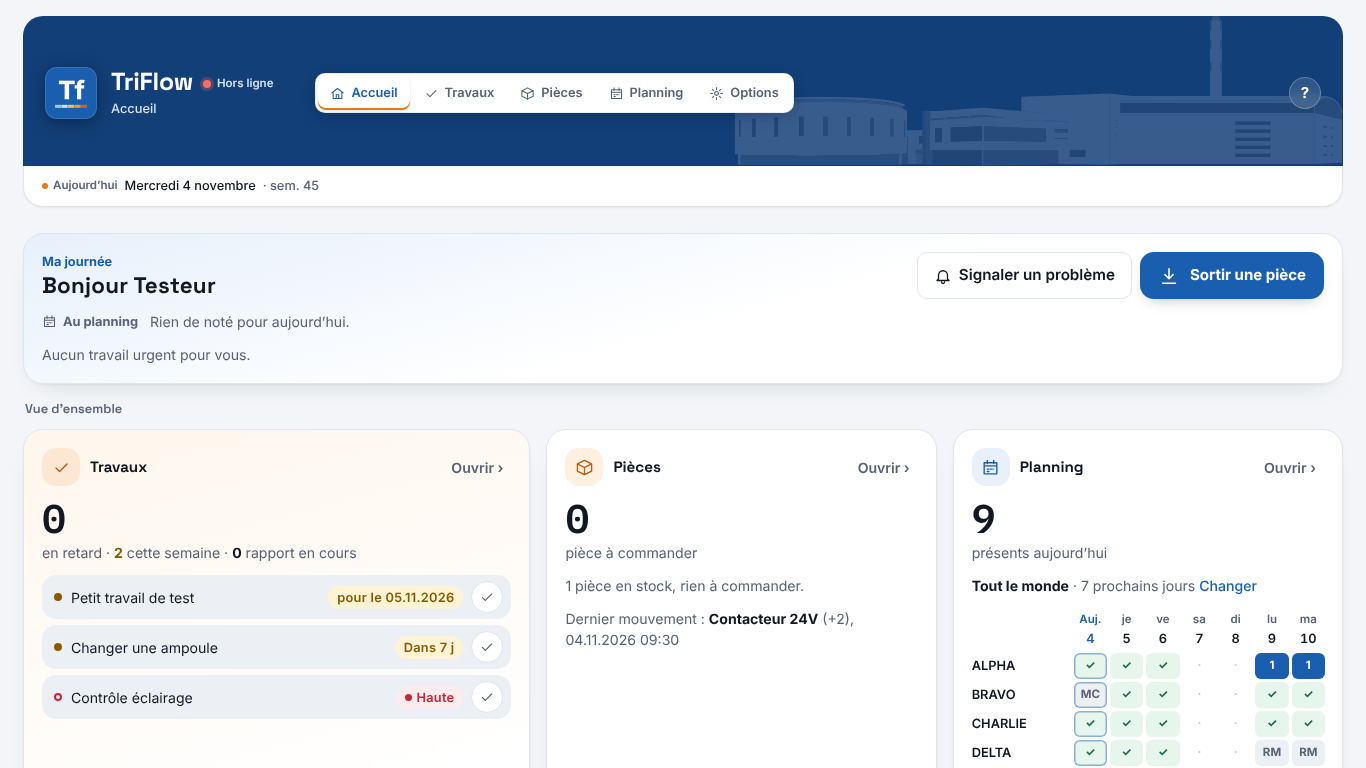 Tf
TriFlow Hors ligne
Accueil
Accueil Travaux Pièces Planning Options
?
Aujourd'hui Mercredi 4 novembre · sem. 45
Ma journée
Bonjour Testeur
Signaler un problème
Sortir une pièce
Au planning Rien de noté pour aujourd'hui.
Aucun travail urgent pour vous.
Vue d'ensemble
Travaux Ouvrir ›
0
en retard · 2 cette semaine · 0 rapport en cours
Petit travail de test pour le 05.11.2026
Changer une ampoule Dans 7 j
Contrôle éclairage Haute
Pièces Ouvrir ›
0
pièce à commander
1 pièce en stock, rien à commander.
Dernier mouvement : Contacteur 24V (+2),
04.11.2026 09:30
Planning Ouvrir ›
9
présents aujourd'hui
Tout le monde · 7 prochains jours Changer
Auj. je ve sa di lu ma
4 5 6 7 8 9 10
ALPHA ✓ ✓ ✓ · · 1 1
BRAVO MC ✓ ✓ · · ✓ ✓
CHARLIE ✓ ✓ ✓ · · ✓ ✓
DELTA ✓ ✓ ✓ · · RM RM